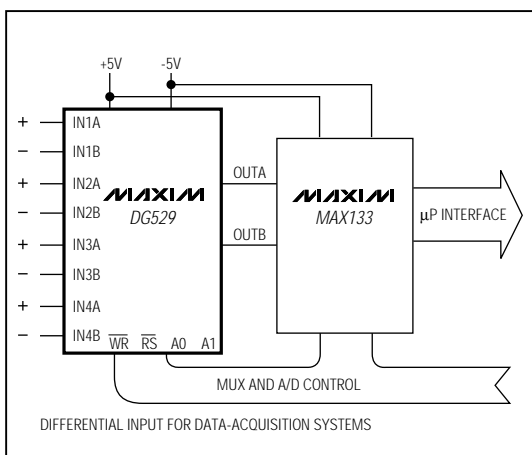 +5V -5V
+ IN1A
− IN1B
+ IN2A
− IN2B
+ IN3A
− IN3B
+ IN4A
− IN4B
MAXIM
DG529
WR RS A0 A1
OUTA
OUTB
MAXIM
MAX133
μP INTERFACE
MUX AND A/D CONTROL
DIFFERENTIAL INPUT FOR DATA-ACQUISITION SYSTEMS